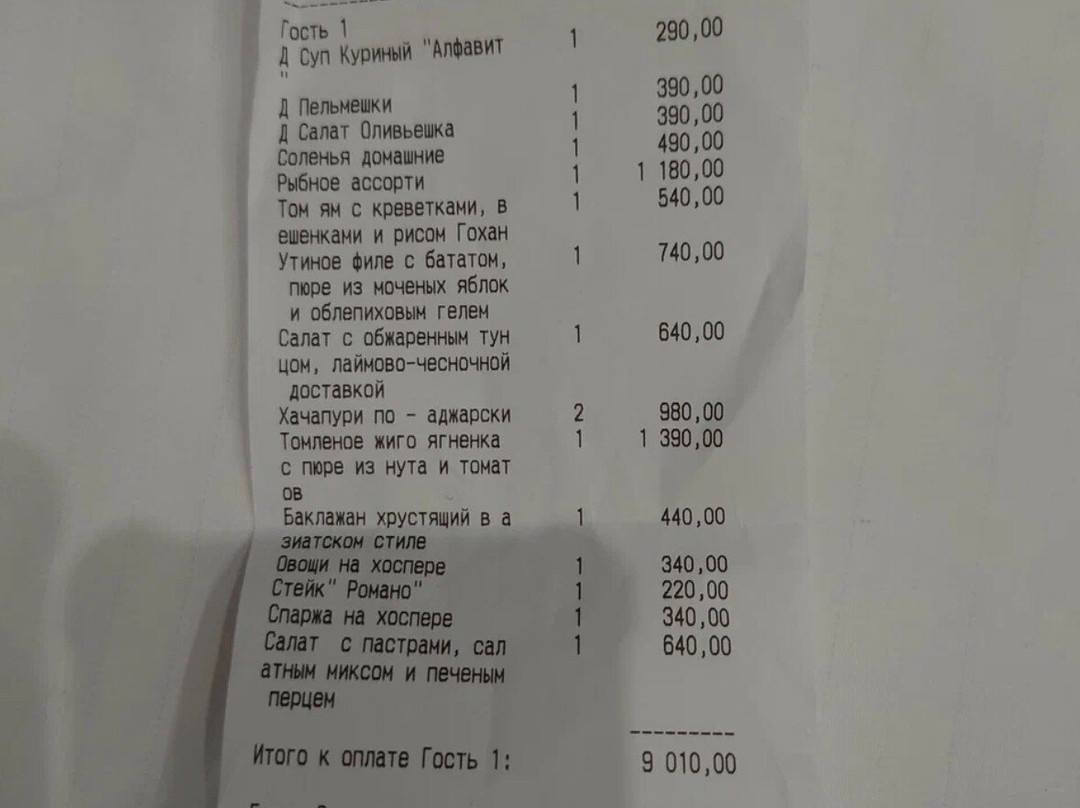 Гость 1
Д Суп Куриный "Алфавит 1 290,00
"
Д Пельмешки 1 390,00
Д Салат Оливьешка 1 390,00
Соленья домашние 1 490,00
Рыбное ассорти 1 1 180,00
Том ям с креветками, в 1 540,00
ешенками и рисом Гохан
Утиное филе с бататом, 1 740,00
пюре из моченых яблок
и облепиховым гелем
Салат с обжаренным тун 1 640,00
цом, лаймово-чесночной
доставкой
Хачапури по - аджарски 2 980,00
Томленое жиго ягненка 1 1 390,00
с пюре из нута и томат
ов
Баклажан хрустящий в а 1 440,00
зиатском стиле
Овощи на хоспере 1 340,00
Стейк" Романо" 1 220,00
Спаржа на хоспере 1 340,00
Салат с пастрами, сал 1 640,00
атным миксом и печеным
перцем
---------
Итого к оплате Гость 1: 9 010,00